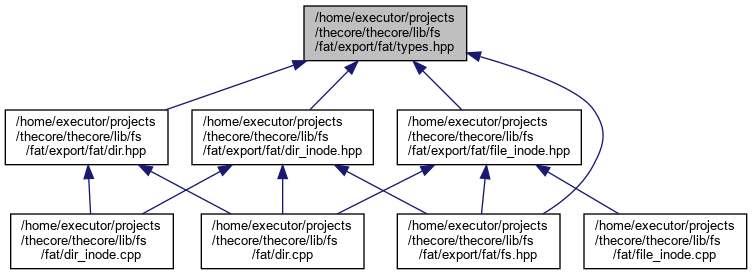 /home/executor/projects
/thecore/thecore/lib/fs
/fat/export/fat/types.hpp
/home/executor/projects
/thecore/thecore/lib/fs
/fat/export/fat/dir.hpp
/home/executor/projects
/thecore/thecore/lib/fs
/fat/export/fat/dir_inode.hpp
/home/executor/projects
/thecore/thecore/lib/fs
/fat/export/fat/file_inode.hpp
/home/executor/projects
/thecore/thecore/lib/fs
/fat/dir_inode.cpp
/home/executor/projects
/thecore/thecore/lib/fs
/fat/dir.cpp
/home/executor/projects
/thecore/thecore/lib/fs
/fat/export/fat/fs.hpp
/home/executor/projects
/thecore/thecore/lib/fs
/fat/file_inode.cpp